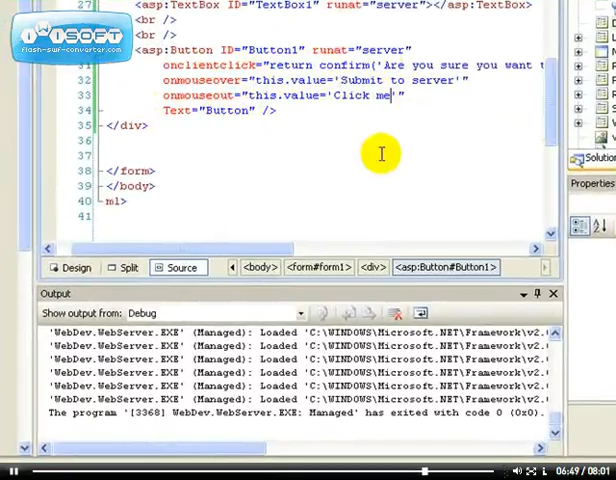 27 <asp:TextBox ID="TextBox1" runat="server"></asp:TextBox>
<br />
<br />
<asp:Button ID="Button1" runat="server"
31 onclientclick="return confirm('Are you sure you want t
32 onmouseover="this.value='Submit to server'"
33 onmouseout="this.value='Click me'"
34 Text="Button" />
35 </div>
36
37
38 </form>
39 </body>
40 ml>
41
flash-swf-converter.com
Solution
Properties
Design Split Source <body> <form#form1> <div> <asp:Button#Button1>
Output
Show output from: Debug
'WebDev.WebServer.EXE' (Managed): Loaded 'C:\WINDOWS\Microsoft.NET\Framework\v2.
'WebDev.WebServer.EXE' (Managed): Loaded 'C:\WINDOWS\Microsoft.NET\Framework\v2.
'WebDev.WebServer.EXE' (Managed): Loaded 'C:\WINDOWS\Microsoft.NET\Framework\v2.
'WebDev.WebServer.EXE' (Managed): Loaded 'C:\WINDOWS\Microsoft.NET\Framework\v2.
'WebDev.WebServer.EXE' (Managed): Loaded 'C:\WINDOWS\Microsoft.NET\Framework\v2.
'WebDev.WebServer.EXE' (Managed): Loaded 'C:\WINDOWS\Microsoft.NET\Framework\v2.
The program '[3368] WebDev.WebServer.EXE: Managed' has exited with code 0 (0x0).
06:49 / 08:01